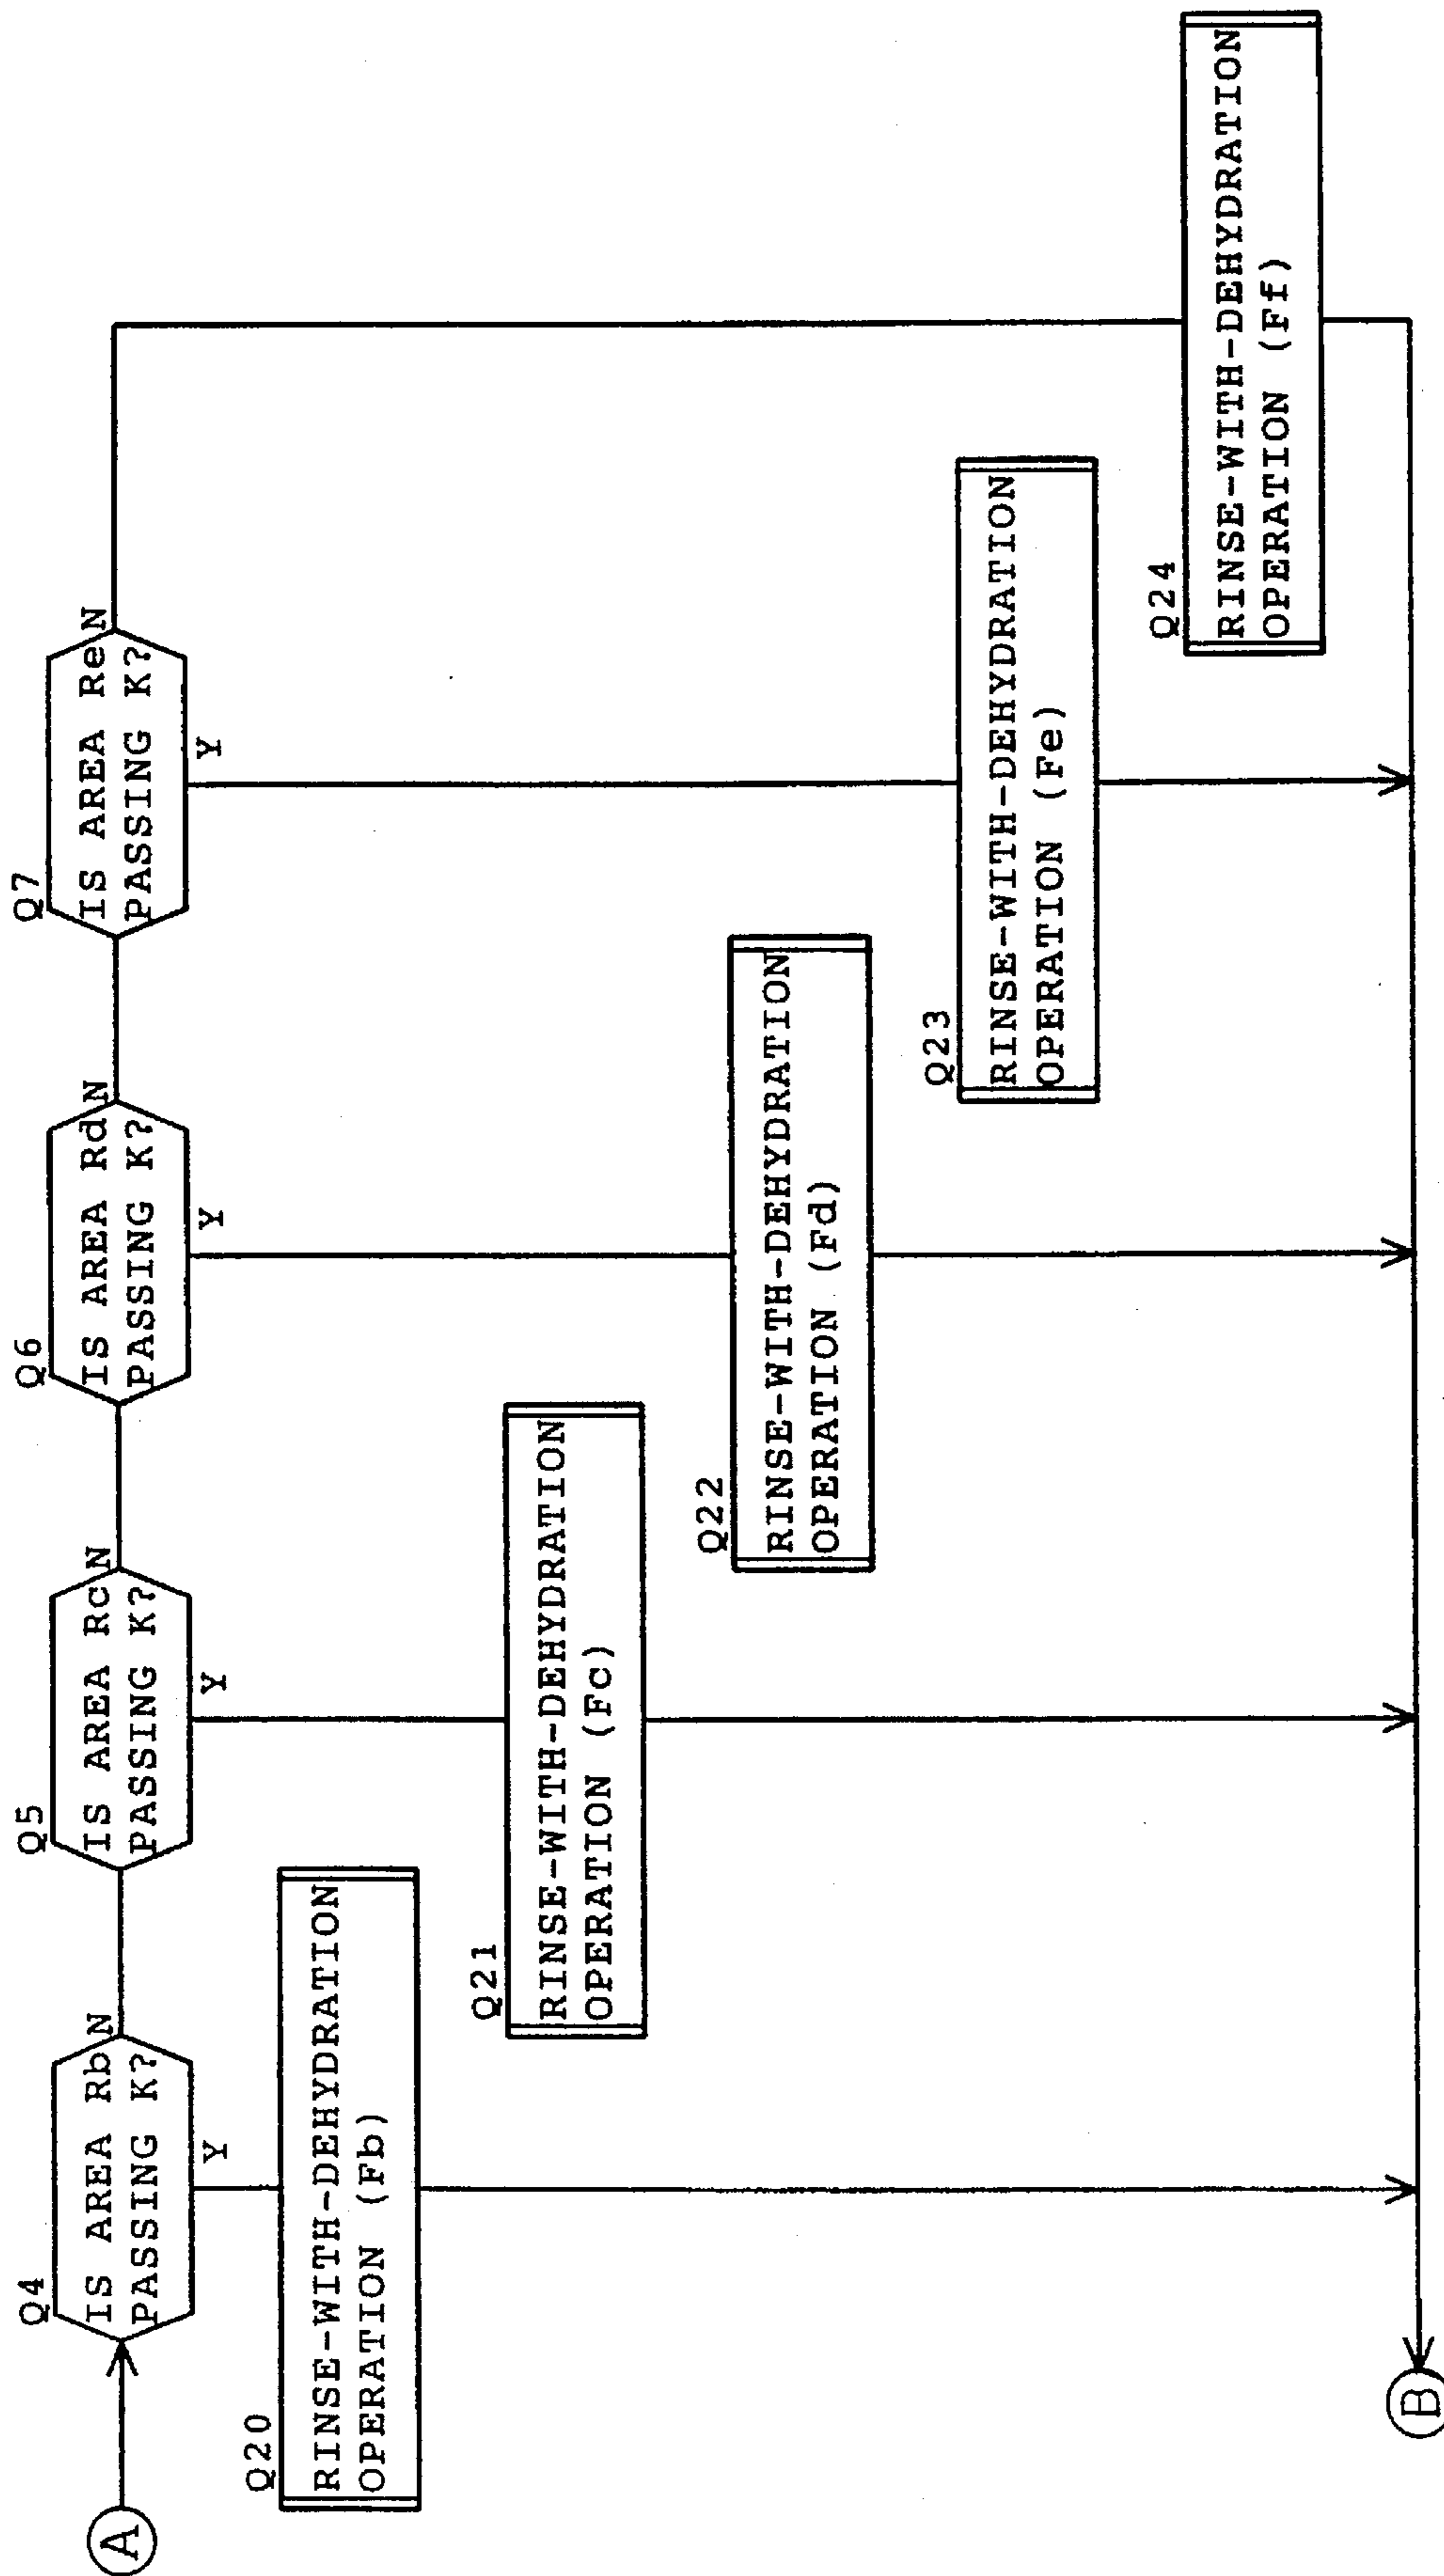 A
Q4
IS AREA Rb
PASSING K?
N
Y
Q20
RINSE-WITH-DEHYDRATION
OPERATION (Fb)
Q5
IS AREA Rc
PASSING K?
N
Y
Q21
RINSE-WITH-DEHYDRATION
OPERATION (Fc)
Q6
IS AREA Rd
PASSING K?
N
Y
Q22
RINSE-WITH-DEHYDRATION
OPERATION (Fd)
Q7
IS AREA Re
PASSING K?
N
Y
Q23
RINSE-WITH-DEHYDRATION
OPERATION (Fe)
Q24
RINSE-WITH-DEHYDRATION
OPERATION (Ff)
B